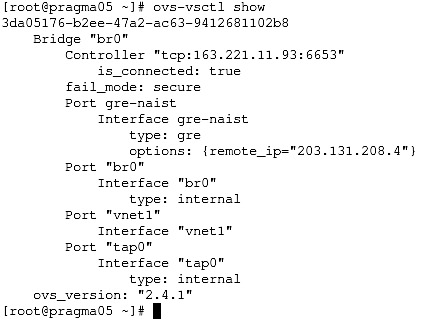 [root@pragma05 ~]# ovs-vsctl show
3da05176-b2ee-47a2-ac63-9412681102b8
    Bridge "br0"
        Controller "tcp:163.221.11.93:6653"
            is_connected: true
        fail_mode: secure
        Port gre-naist
            Interface gre-naist
                type: gre
                options: {remote_ip="203.131.208.4"}
        Port "br0"
            Interface "br0"
                type: internal
        Port "vnet1"
            Interface "vnet1"
        Port "tap0"
            Interface "tap0"
                type: internal
    ovs_version: "2.4.1"
[root@pragma05 ~]#